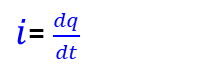 i = dq/dt